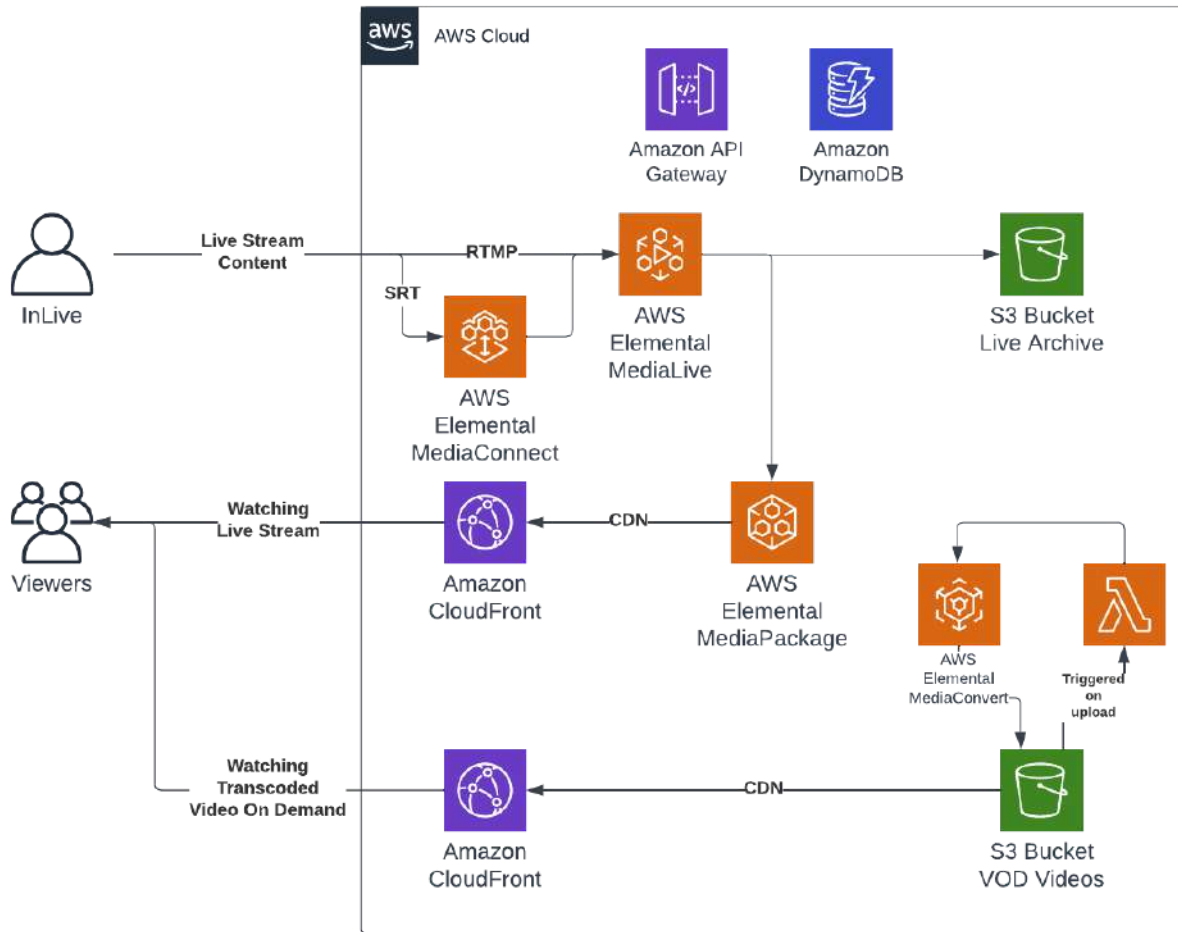 aws
AWS Cloud
Amazon API
Gateway
Amazon
DynamoDB
Live Stream
Content
RTMP
SRT
InLive
AWS
Elemental
MediaLive
S3 Bucket
Live Archive
AWS
Elemental
MediaConnect
Watching
Live Stream
CDN
Viewers
Amazon
CloudFront
AWS
Elemental
MediaPackage
AWS
Elemental
MediaConvert
Triggered
on
upload
Watching
Transcoded
Video On Demand
CDN
Amazon
CloudFront
S3 Bucket
VOD Videos